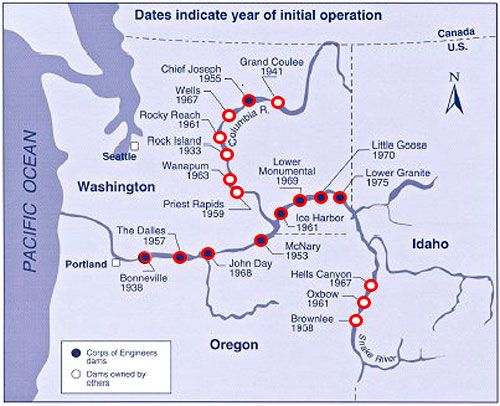 Dates indicate year of initial operation
Canada
U.S.
Grand Coulee
1941
Chief Joseph
1955
Wells
1967
N
Rocky Reach
1961
Columbia R.
Rock Island
1933
Seattle
Wanapum
1963
Little Goose
1970
Lower
Monumental
1969
Lower Granite
1975
Washington
Priest Rapids
1959
Ice Harbor
1961
PACIFIC OCEAN
The Dalles
1957
McNary
1953
Idaho
Portland
John Day
1968
Bonneville
1938
Hells Canyon
1967
Oxbow
1961
Brownlee
1958
Snake River
Oregon
Corps of Engineers
dams
Dams owned by
others